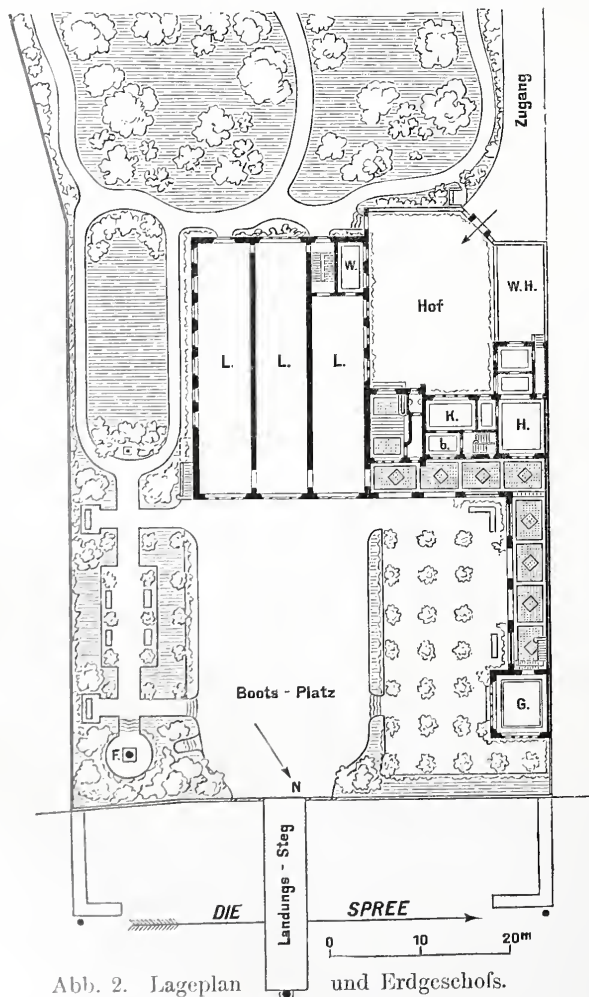 Zugang
W.
Hof
W. H.
L.
L.
L.
K.
b.
H.
Boots - Platz
G.
F.
N
Landungs - Steg
DIE SPREE
0 10 20m
Abb. 2. Lageplan und Erdgeschoſs.